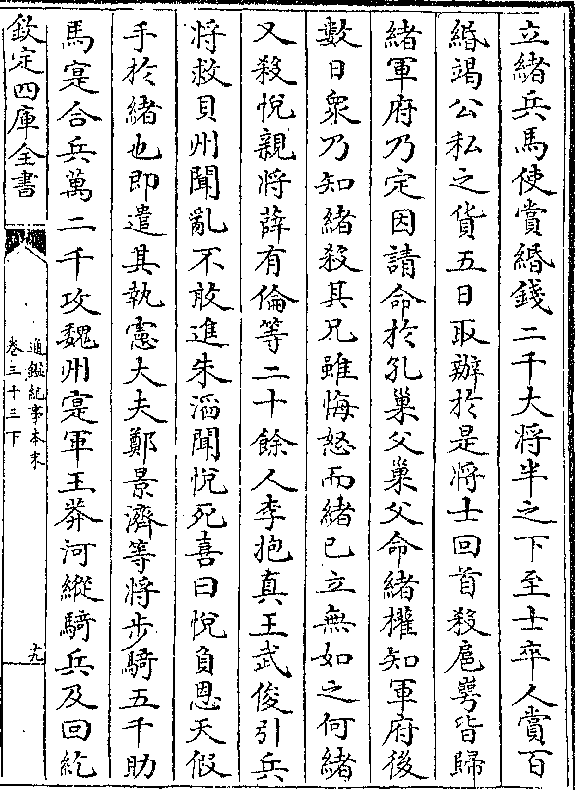 立緒兵馬使賞緡錢二千大將半之下至士卒人賞百
緡竭公私之貨五日取辦於是將士回首殺扈崿皆歸
緒軍府乃定因請命於孔巢父巢父命緒權知軍府後
數日衆乃知緒殺其兄雖悔怒而緒已立無如之何緒
又殺悅親將薛有倫等二十餘人李抱真王武俊引兵
將救貝州聞亂不敢進朱滔聞悅死喜曰悅負恩天假
手於緒也即遣其執憲大夫鄭景濟等將步騎五千助
馬寔合兵萬二千攻魏州寔軍王莽河縱騎兵及回紇
欽定四庫全書
通鑑紀事本末
卷三十三下
十九